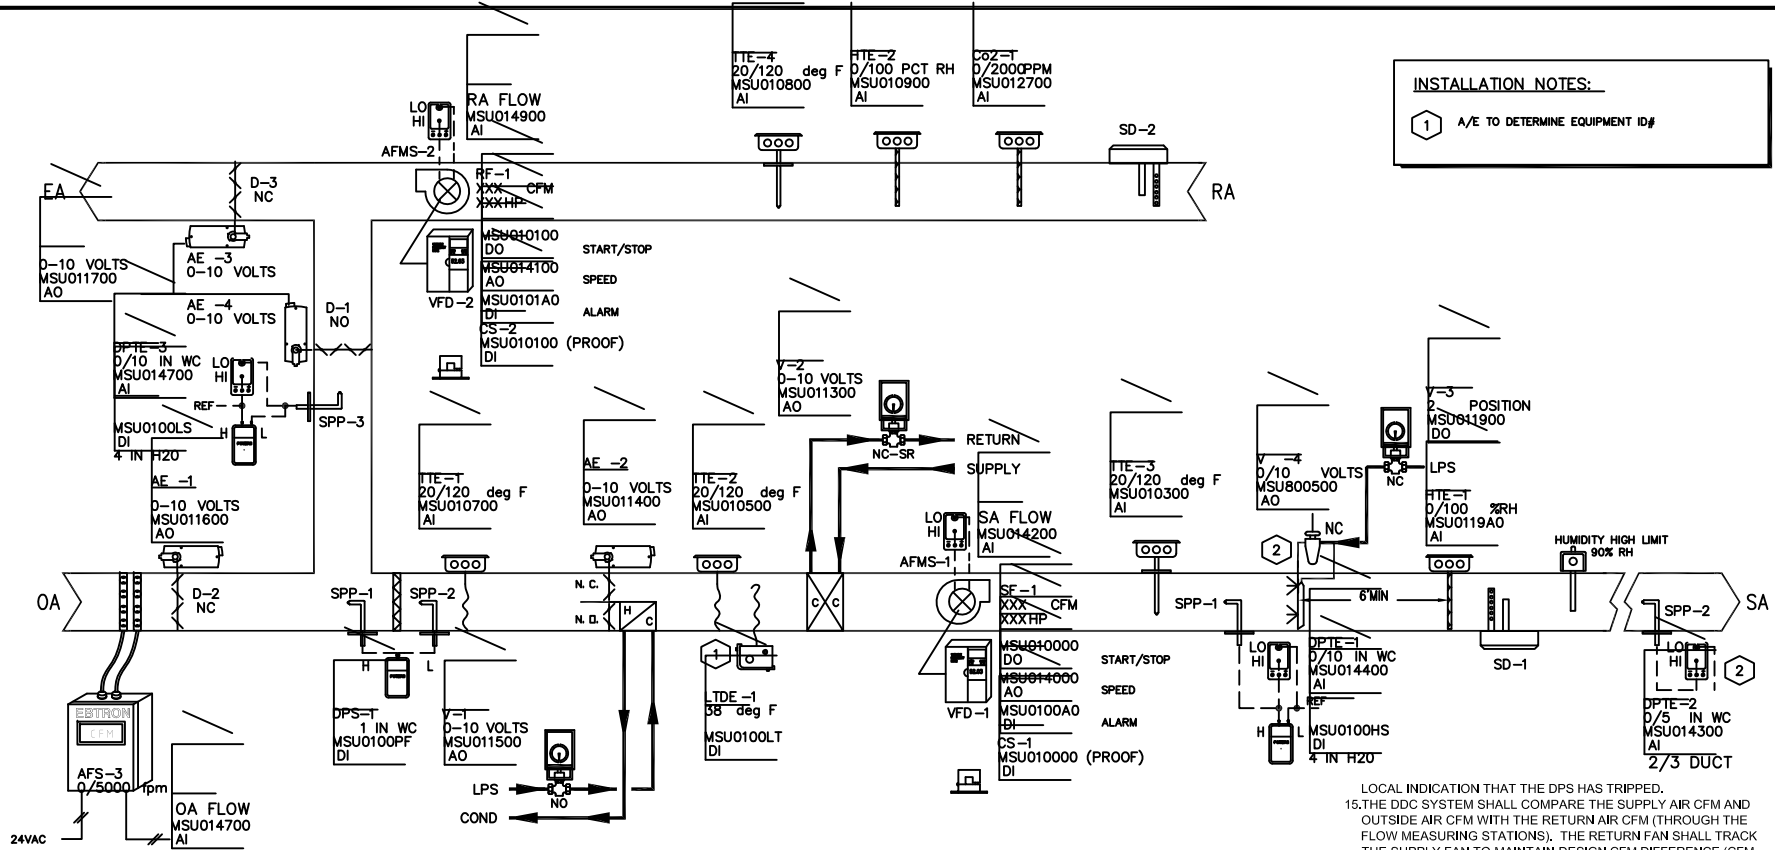 TTE-4
20/120 deg F
MSU010800
AI
HTE-2
0/100 PCT RH
MSU010900
AI
Co2-1
0/2000PPM
MSU012700
AI
INSTALLATION NOTES:
1 A/E TO DETERMINE EQUIPMENT ID#
LO
HI
RA FLOW
MSU014900
AI
AFMS-2
SD-2
EA
D-3
NC
RF-1
XXX CFM
XXXHP
RA
0-10 VOLTS
MSU011700
AO
AE -3
0-10 VOLTS
MSU010100
DO
START/STOP
MSU014100
AO
SPEED
MSU0101A0
DI
ALARM
CS-2
MSU010100 (PROOF)
DI
VFD-2
AE -4
0-10 VOLTS
D-1
NO
DPTE-3
0/10 IN WC
MSU014700
AI
LO
HI
REF
H
L
SPP-3
MSU0100LS
DI
4 IN H20
V-2
0-10 VOLTS
MSU011300
AO
NC-SR
RETURN
SUPPLY
V-3
2 POSITION
MSU011900
DO
NC
LPS
AE -1
0-10 VOLTS
MSU011600
AO
TTE-1
20/120 deg F
MSU010700
AI
AE -2
0-10 VOLTS
MSU011400
AO
TTE-2
20/120 deg F
MSU010500
AI
LO
HI
SA FLOW
MSU014200
AI
AFMS-1
TTE-3
20/120 deg F
MSU010300
AI
V -4
0/10 VOLTS
MSU800500
AO
NC
2
HTE-1
0/100 %RH
MSU0119A0
AI
HUMIDITY HIGH LIMIT
90% RH
OA
D-2
NC
SPP-1
SPP-2
N. C.
N. O.
H
C
C C
SF-1
XXX CFM
XXXHP
SPP-1
6'MIN
SPP-2
SA
H
L
DPS-1
1 IN WC
MSU0100PF
DI
V-1
0-10 VOLTS
MSU011500
AO
1
LTDE-1
38 deg F
MSU0100LT
DI
MSU010000
DO
START/STOP
MSU014000
AO
SPEED
MSU0100A0
DI
ALARM
CS-1
MSU010000 (PROOF)
DI
VFD-1
LO
HI
DPTE-1
0/10 IN WC
MSU014400
AI
REF
H
L
MSU0100HS
DI
4 IN H20
SD-1
LO
HI
2
DPTE-2
0/5 IN WC
MSU014300
AI
2/3 DUCT
EBTRON
CFM
AFS-3
0/5000 fpm
24VAC
OA FLOW
MSU014700
AI
LPS
NO
COND
LOCAL INDICATION THAT THE DPS HAS TRIPPED.
15.THE DDC SYSTEM SHALL COMPARE THE SUPPLY AIR CFM AND
OUTSIDE AIR CFM WITH THE RETURN AIR CFM (THROUGH THE
FLOW MEASURING STATIONS). THE RETURN FAN SHALL TRACK
THE SUPPLY FAN TO MAINTAIN DESIGN CFM DIFFERENCE (CFM